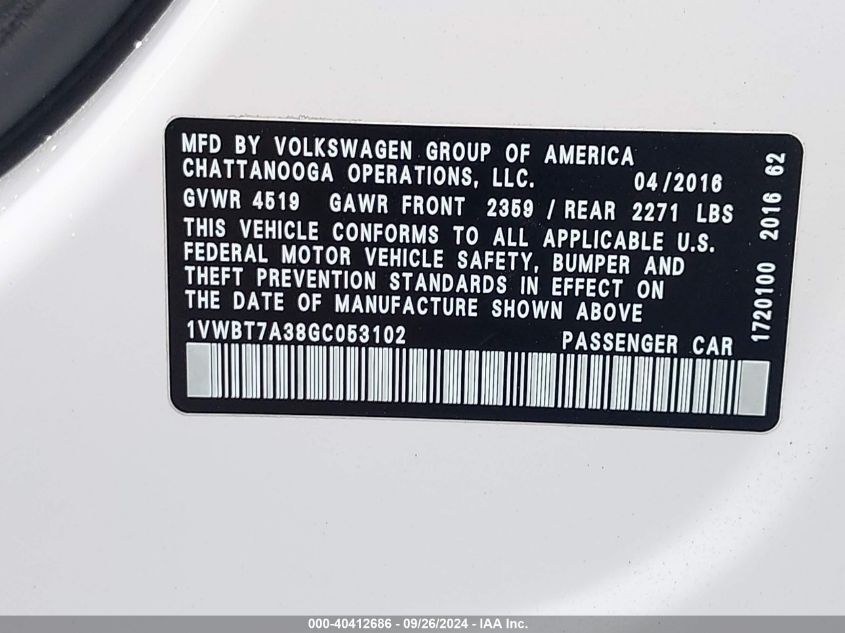 MFD BY VOLKSWAGEN GROUP OF AMERICA
CHATTANOOGA OPERATIONS, LLC. 04/2016
GVWR 4519 GAWR FRONT 2359 / REAR 2271 LBS
THIS VEHICLE CONFORMS TO ALL APPLICABLE U.S.
FEDERAL MOTOR VEHICLE SAFETY, BUMPER AND
THEFT PREVENTION STANDARDS IN EFFECT ON
THE DATE OF MANUFACTURE SHOWN ABOVE
1VWBT7A38GC053102 PASSENGER CAR
1720100 2016 62
000-40412686 - 09/26/2024 - IAA Inc.